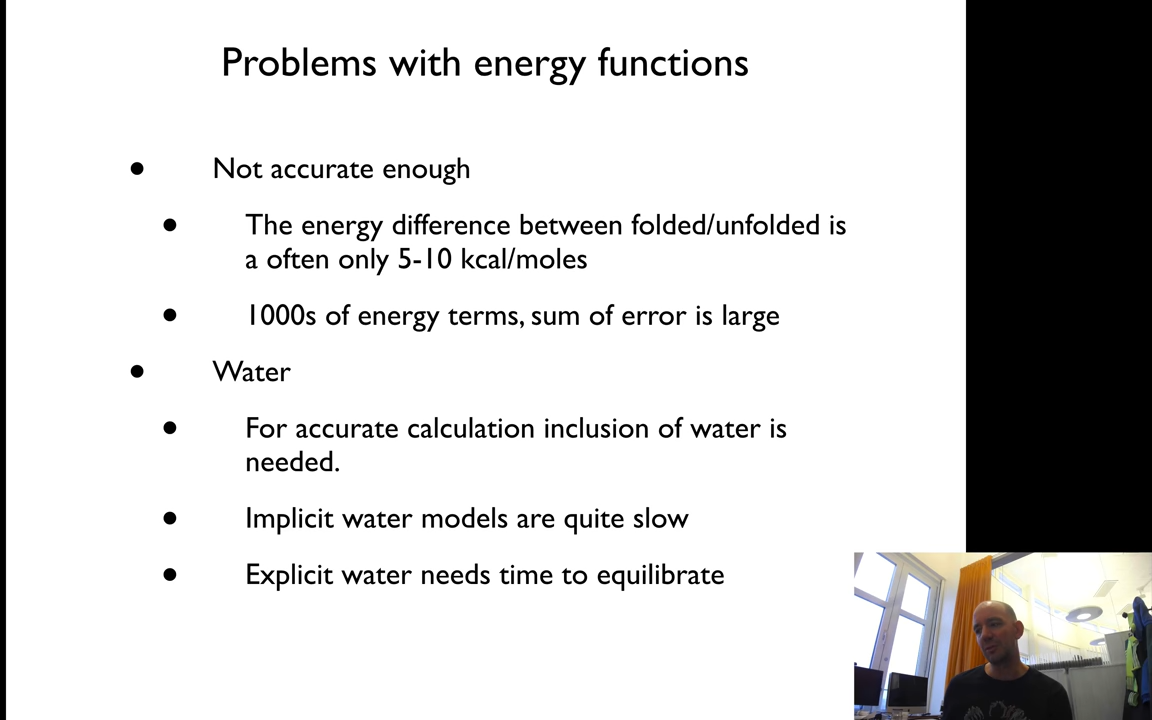 Problems with energy functions
• Not accurate enough
• The energy difference between folded/unfolded is
a often only 5-10 kcal/moles
• 1000s of energy terms, sum of error is large
• Water
• For accurate calculation inclusion of water is
needed.
• Implicit water models are quite slow
• Explicit water needs time to equilibrate